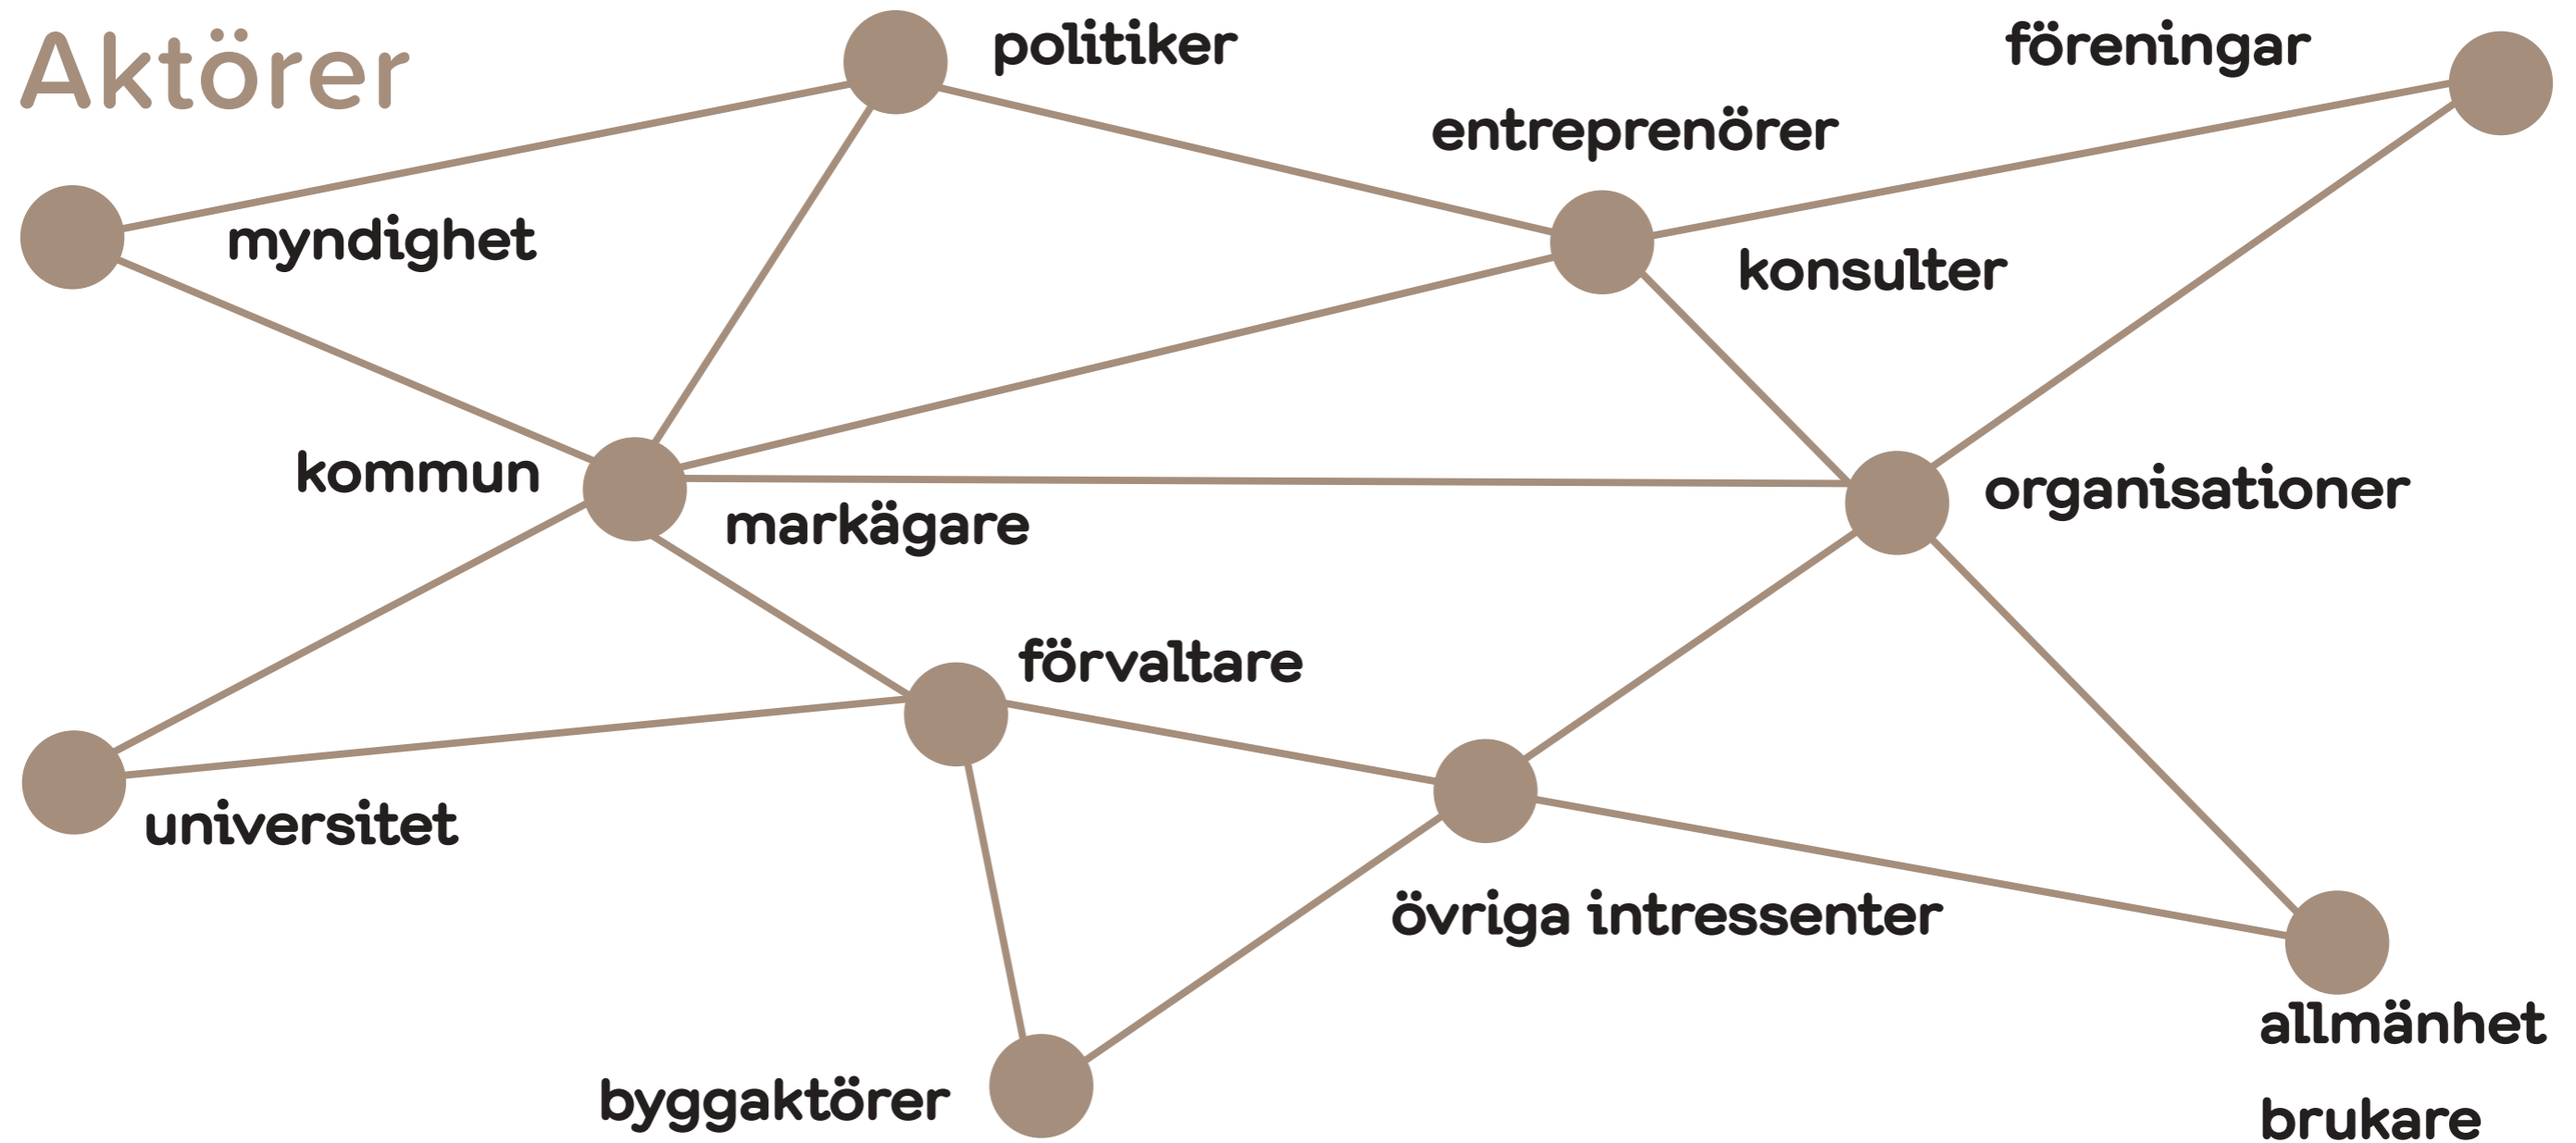 Aktörer
politiker
föreningar
entreprenörer
myndighet
konsulter
kommun
markägare
organisationer
förvaltare
universitet
övriga intressenter
byggaktörer
allmänhet
brukare